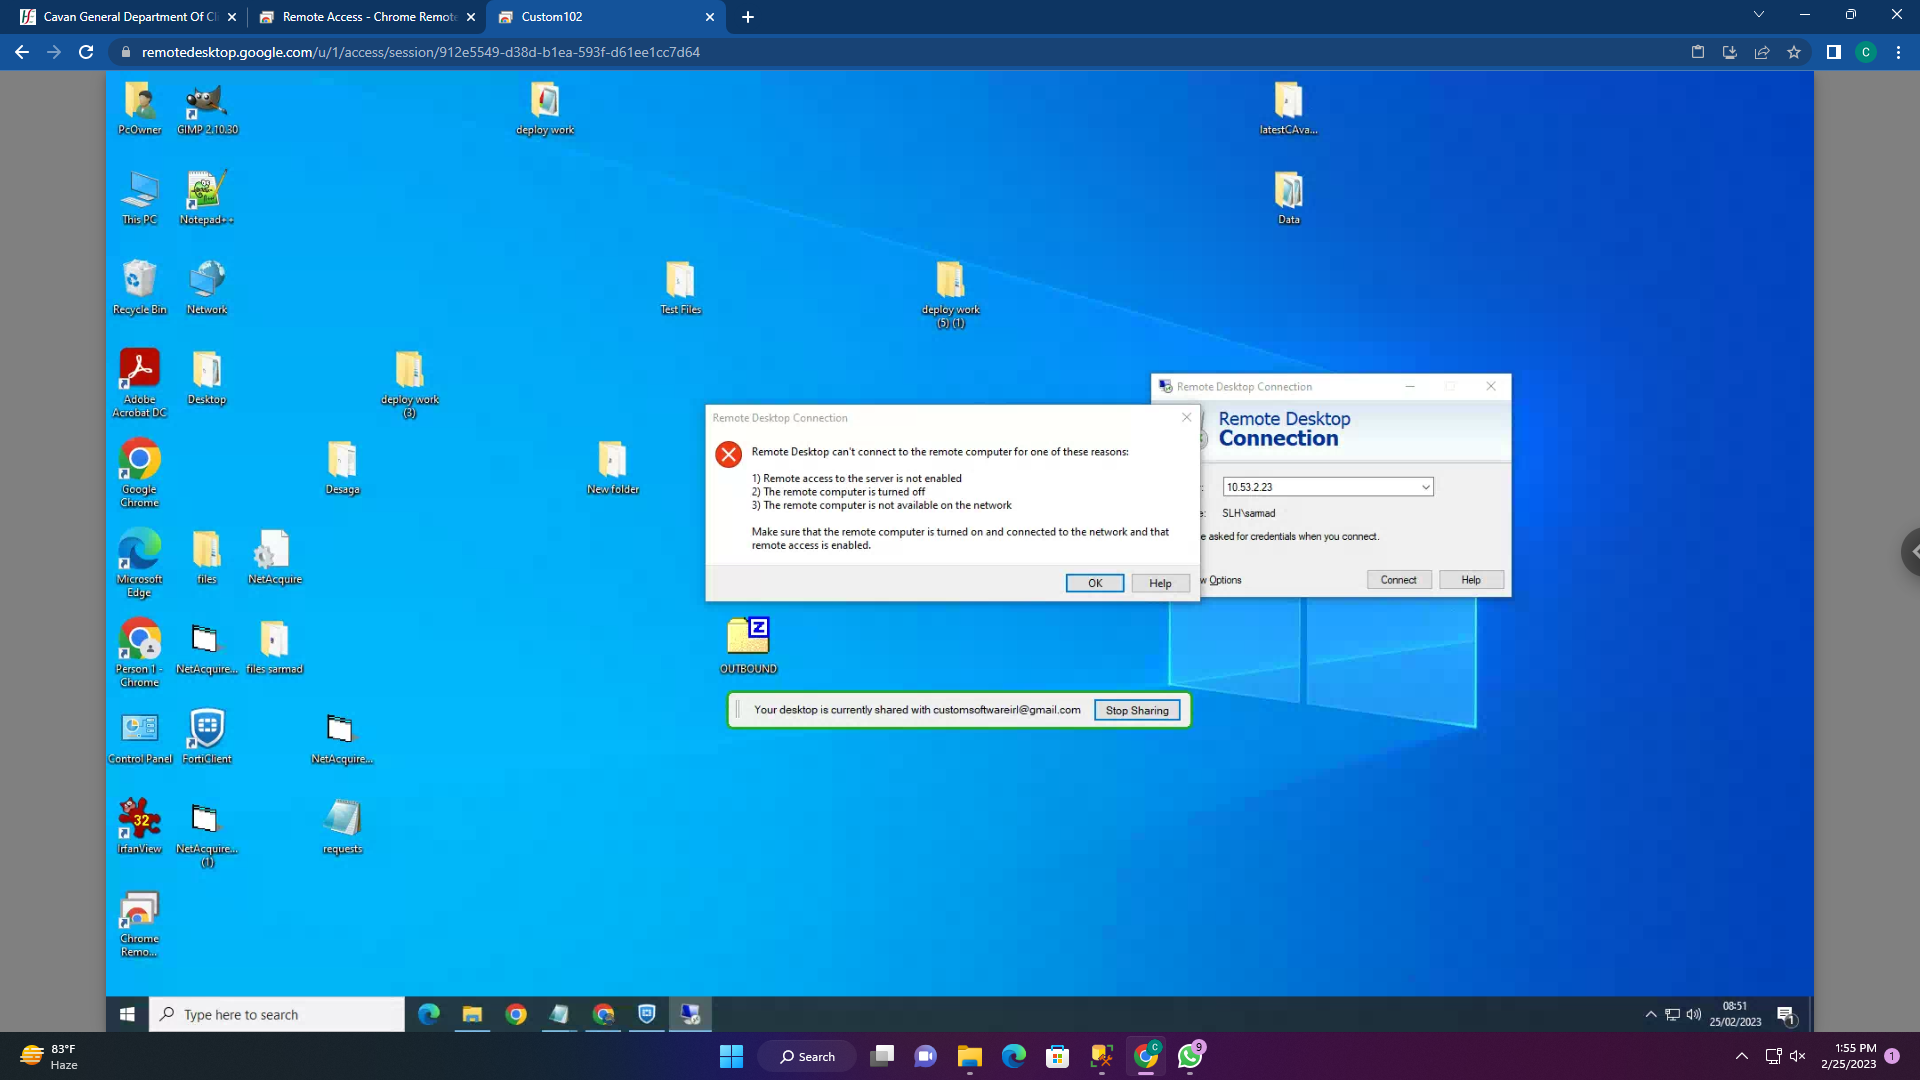 Cavan General Department Of Cli
Remote Access - Chrome Remote
Custom102
remotedesktop.google.com/u/1/access/session/912e5549-d38d-b1ea-593f-d61ee1cc7d64
C
PcOwner
GIMP 2.10.30
deploy work
latestCAva...
This PC
Notepad++
Data
Recycle Bin
Network
Test Files
deploy work
(5) (1)
Adobe
Acrobat DC
Desktop
deploy work
(3)
Remote Desktop Connection
Remote Desktop
Connection
10.53.2.23
SLH\sarmad
e asked for credentials when you connect.
w Options
Connect
Help
Remote Desktop Connection
Remote Desktop can't connect to the remote computer for one of these reasons:
1) Remote access to the server is not enabled
2) The remote computer is turned off
3) The remote computer is not available on the network
Make sure that the remote computer is turned on and connected to the network and that
remote access is enabled.
OK
Help
Google
Chrome
Desaga
New folder
Microsoft
Edge
files
NetAcquire
Person 1 -
Chrome
NetAcquire...
files sarmad
Z
OUTBOUND
Your desktop is currently shared with customsoftwareirl@gmail.com
Stop Sharing
Control Panel
FortiClient
NetAcquire...
32
IrfanView
NetAcquire...
(1)
requests
Chrome
Remo...
Type here to search
08:51
25/02/2023
1
83°F
Haze
Search
C
9
1:55 PM
2/25/2023
1